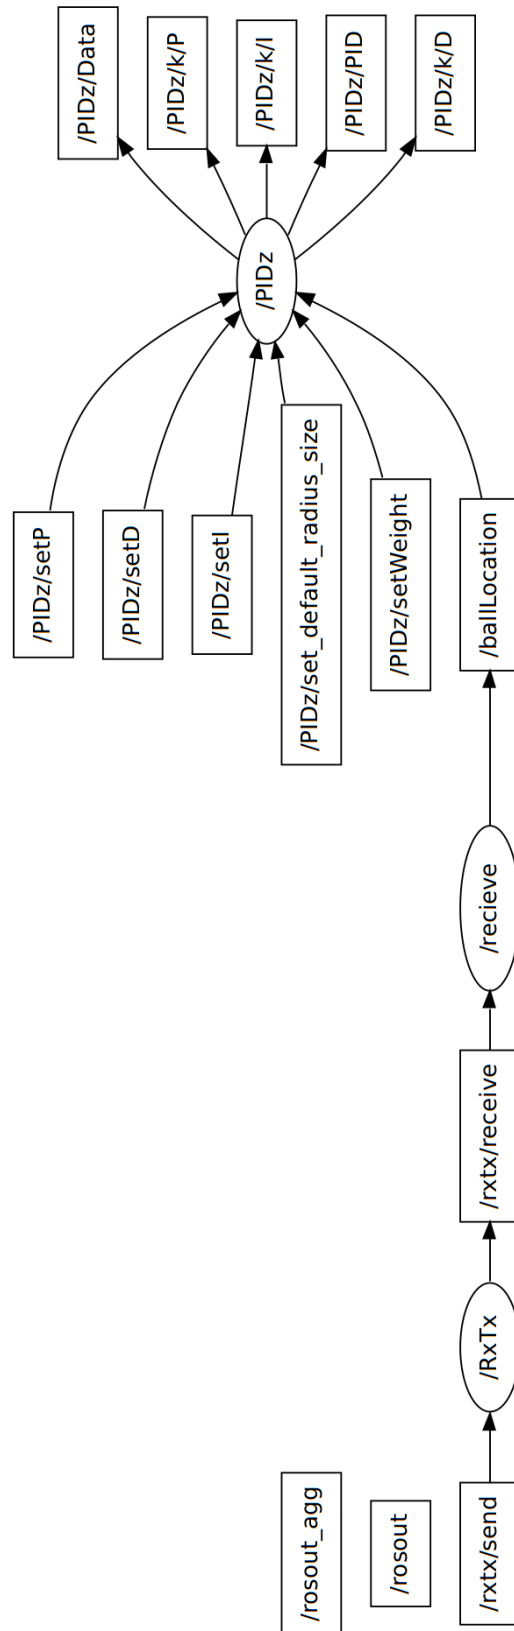 /rosout_agg
/rosout
/rxtx/send
/RxTx
/rxtx/receive
/recieve
/PIDz/setP
/PIDz/setD
/PIDz/setI
/PIDz/set_default_radius_size
/PIDz/setWeight
/ballLocation
/PIDz
/PIDz/Data
/PIDz/k/P
/PIDz/k/I
/PIDz/PID
/PIDz/k/D